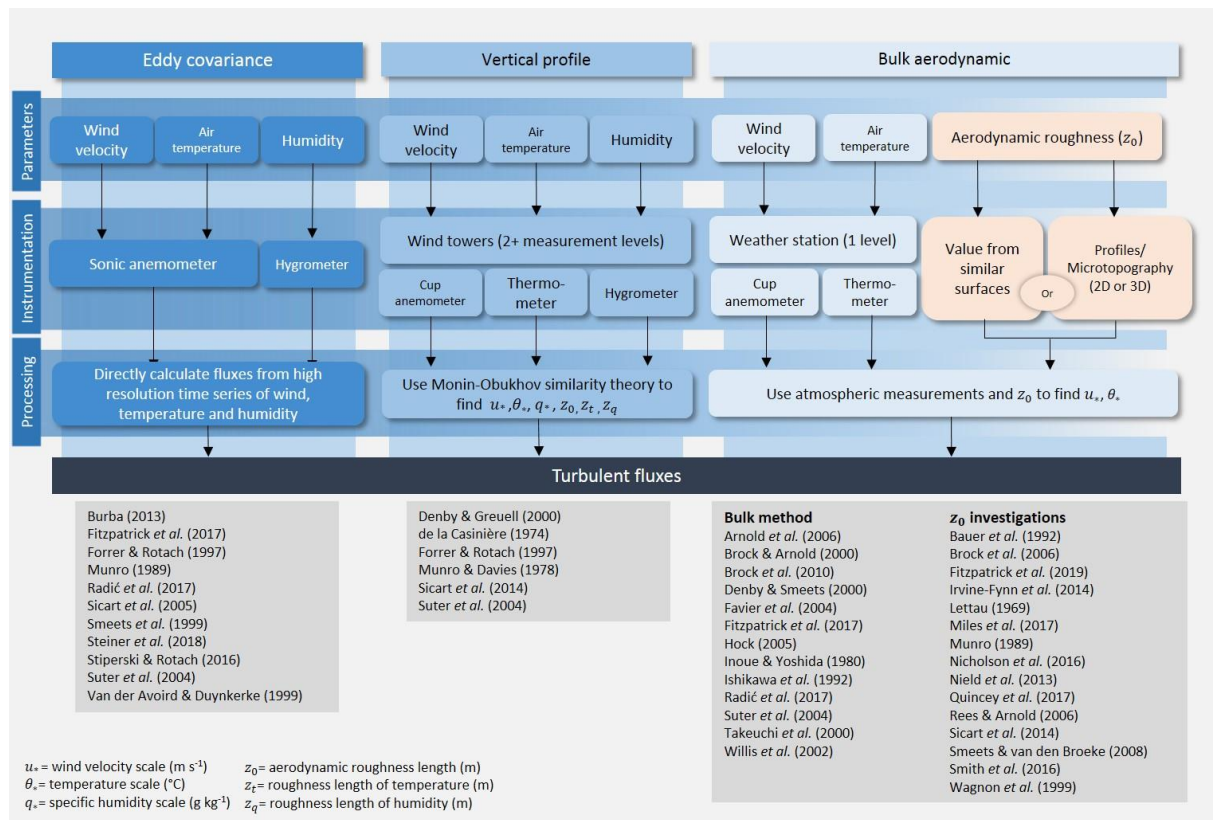 Eddy covariance
Vertical profile
Bulk aerodynamic
Parameters
Wind
velocity
Air
temperature
Humidity
Wind
velocity
Air
temperature
Humidity
Wind
velocity
Air
temperature
Aerodynamic roughness (z₀)
Instrumentation
Sonic anemometer
Hygrometer
Wind towers (2+ measurement levels)
Cup
anemometer
Thermo-
meter
Hygrometer
Weather station (1 level)
Cup
anemometer
Thermo-
meter
Value from
similar
surfaces
Or
Profiles/
Microtopography
(2D or 3D)
Processing
Directly calculate fluxes from high
resolution time series of wind,
temperature and humidity
Use Monin-Obukhov similarity theory to
find u*,θ*, q*, z₀, zt , zq
Use atmospheric measurements and z₀ to find u*, θ*
Turbulent fluxes
Burba (2013)
Fitzpatrick et al. (2017)
Forrer & Rotach (1997)
Munro (1989)
Radić et al. (2017)
Sicart et al. (2005)
Smeets et al. (1999)
Steiner et al. (2018)
Stiperski & Rotach (2016)
Suter et al. (2004)
Van der Avoird & Duynkerke (1999)
Denby & Greuell (2000)
de la Casinière (1974)
Forrer & Rotach (1997)
Munro & Davies (1978)
Sicart et al. (2014)
Suter et al. (2004)
Bulk method
Arnold et al. (2006)
Brock & Arnold (2000)
Brock et al. (2010)
Denby & Smeets (2000)
Favier et al. (2004)
Fitzpatrick et al. (2017)
Hock (2005)
Inoue & Yoshida (1980)
Ishikawa et al. (1992)
Radić et al. (2017)
Suter et al. (2004)
Takeuchi et al. (2000)
Willis et al. (2002)
z₀ investigations
Bauer et al. (1992)
Brock et al. (2006)
Fitzpatrick et al. (2019)
Irvine-Fynn et al. (2014)
Lettau (1969)
Miles et al. (2017)
Munro (1989)
Nicholson et al. (2016)
Nield et al. (2013)
Quincey et al. (2017)
Rees & Arnold (2006)
Sicart et al. (2014)
Smeets & van den Broeke (2008)
Smith et al. (2016)
Wagnon et al. (1999)
u*= wind velocity scale (m s⁻¹)
θ*= temperature scale (°C)
q*= specific humidity scale (g kg⁻¹)
z₀= aerodynamic roughness length (m)
zt= roughness length of temperature (m)
zq= roughness length of humidity (m)